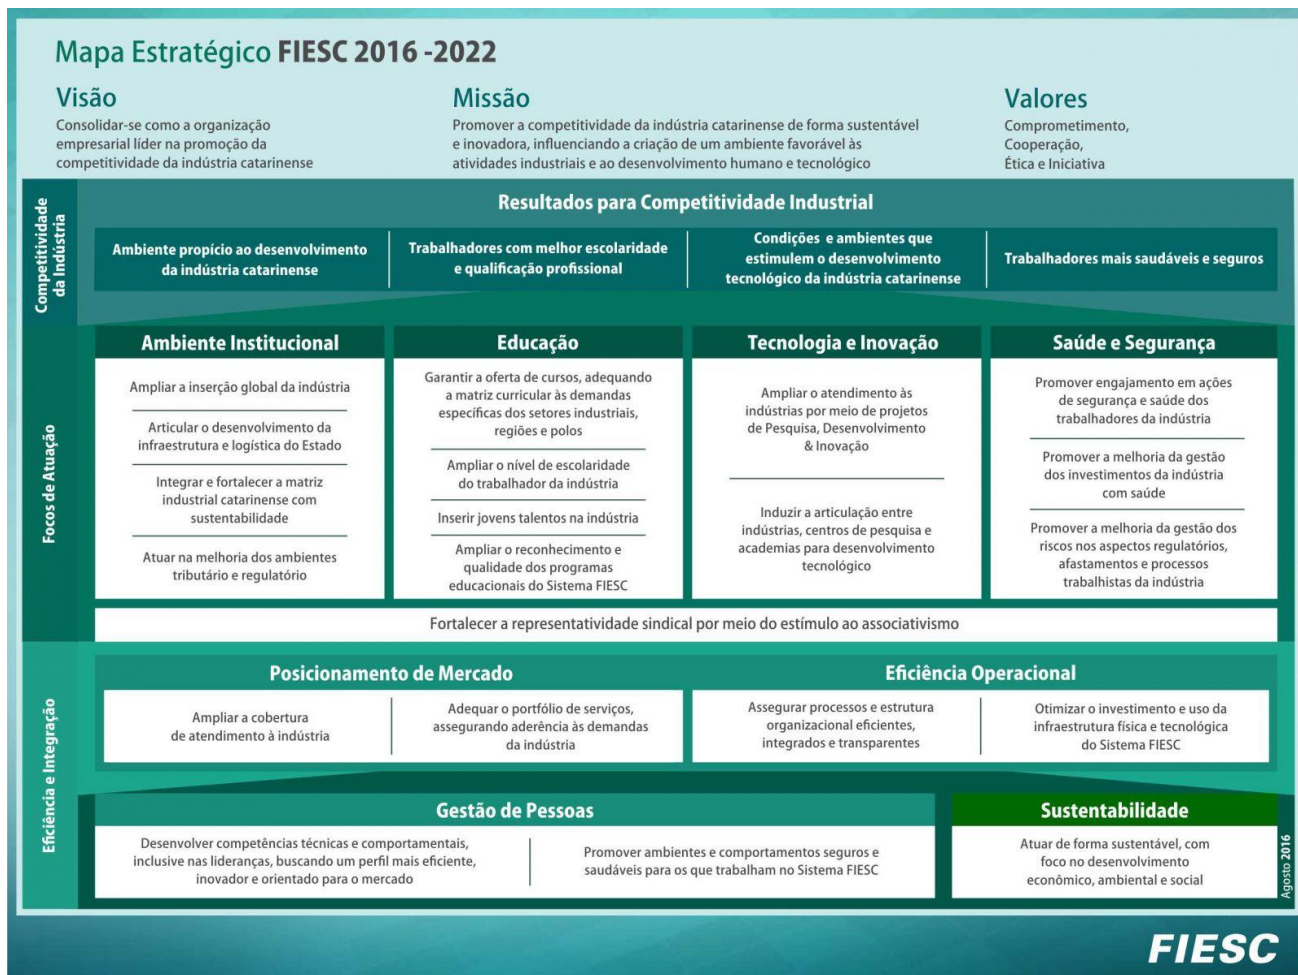 Mapa Estratégico FIESC 2016 -2022
Visão
Consolidar-se como a organização
empresarial líder na promoção da
competitividade da indústria catarinense
Missão
Promover a competitividade da indústria catarinense de forma sustentável
e inovadora, influenciando a criação de um ambiente favorável às
atividades industriais e ao desenvolvimento humano e tecnológico
Valores
Comprometimento,
Cooperação,
Ética e Iniciativa
Competitividade
da Indústria
Resultados para Competitividade Industrial
Ambiente propício ao desenvolvimento
da indústria catarinense
Trabalhadores com melhor escolaridade
e qualificação profissional
Condições e ambientes que
estimulem o desenvolvimento
tecnológico da indústria catarinense
Trabalhadores mais saudáveis e seguros
Focos de Atuação
Ambiente Institucional
Ampliar a inserção global da indústria
Articular o desenvolvimento da
infraestrutura e logística do Estado
Integrar e fortalecer a matriz
industrial catarinense com
sustentabilidade
Atuar na melhoria dos ambientes
tributário e regulatório
Educação
Garantir a oferta de cursos, adequando
a matriz curricular às demandas
específicas dos setores industriais,
regiões e polos
Ampliar o nível de escolaridade
do trabalhador da indústria
Inserir jovens talentos na indústria
Ampliar o reconhecimento e
qualidade dos programas
educacionais do Sistema FIESC
Tecnologia e Inovação
Ampliar o atendimento às
indústrias por meio de projetos
de Pesquisa, Desenvolvimento
& Inovação
Induzir a articulação entre
indústrias, centros de pesquisa e
academias para desenvolvimento
tecnológico
Saúde e Segurança
Promover engajamento em ações
de segurança e saúde dos
trabalhadores da indústria
Promover a melhoria da gestão
dos investimentos da indústria
com saúde
Promover a melhoria da gestão dos
riscos nos aspectos regulatórios,
afastamentos e processos
trabalhistas da indústria
Fortalecer a representatividade sindical por meio do estímulo ao associativismo
Eficiência e Integração
Posicionamento de Mercado
Ampliar a cobertura
de atendimento à indústria
Adequar o portfólio de serviços,
assegurando aderência às demandas
da indústria
Eficiência Operacional
Assegurar processos e estrutura
organizacional eficientes,
integrados e transparentes
Otimizar o investimento e uso da
infraestrutura física e tecnológica
do Sistema FIESC
Gestão de Pessoas
Desenvolver competências técnicas e comportamentais,
inclusive nas lideranças, buscando um perfil mais eficiente,
inovador e orientado para o mercado
Promover ambientes e comportamentos seguros e
saudáveis para os que trabalham no Sistema FIESC
Sustentabilidade
Atuar de forma sustentável, com
foco no desenvolvimento
econômico, ambiental e social
Agosto 2016
FIESC